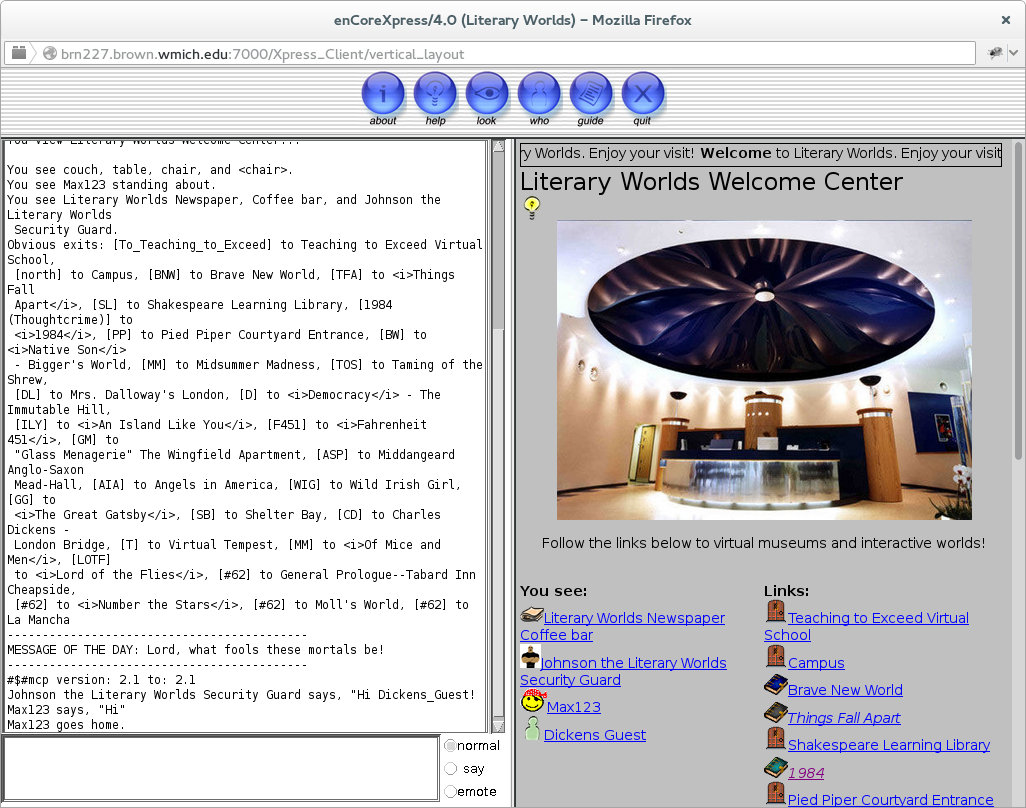 enCoreXpress/4.0 (Literary Worlds) – Mozilla Firefox
brn227.brown.wmich.edu:7000/Xpress_Client/vertical_layout
about help look who guide quit
You view Literary Worlds Welcome Center...
You see couch, table, chair, and <chair>.
You see Max123 standing about.
You see Literary Worlds Newspaper, Coffee bar, and Johnson the
Literary Worlds
Security Guard.
Obvious exits: [To_Teaching_to_Exceed] to Teaching to Exceed Virtual
School,
[north] to Campus, [BNW] to Brave New World, [TFA] to <i>Things
Fall
Apart</i>, [SL] to Shakespeare Learning Library, [1984
(Thoughtcrime)] to
<i>1984</i>, [PP] to Pied Piper Courtyard Entrance, [BW] to
<i>Native Son</i>
- Bigger's World, [MM] to Midsummer Madness, [TOS] to Taming of the
Shrew,
[DL] to Mrs. Dalloway's London, [D] to <i>Democracy</i> - The
Immutable Hill,
[ILY] to <i>An Island Like You</i>, [F451] to <i>Fahrenheit
451</i>, [GM] to
"Glass Menagerie" The Wingfield Apartment, [ASP] to Middangeard
Anglo-Saxon
Mead-Hall, [AIA] to Angels in America, [WIG] to Wild Irish Girl,
[GG] to
<i>The Great Gatsby</i>, [SB] to Shelter Bay, [CD] to Charles
Dickens -
London Bridge, [T] to Virtual Tempest, [MM] to <i>Of Mice and
Men</i>, [LOTF]
to <i>Lord of the Flies</i>, [#62] to General Prologue--Tabard Inn
Cheapside,
[#62] to <i>Number the Stars</i>, [#62] to Moll's World, [#62] to
La Mancha
----------------------------------------
MESSAGE OF THE DAY: Lord, what fools these mortals be!
----------------------------------------
#$#mcp version: 2.1 to: 2.1
Johnson the Literary Worlds Security Guard says, "Hi Dickens_Guest!
Max123 says, "Hi"
Max123 goes home.
normal
say
emote
ry Worlds. Enjoy your visit! Welcome to Literary Worlds. Enjoy your visit
Literary Worlds Welcome Center
Follow the links below to virtual museums and interactive worlds!
You see:
Literary Worlds Newspaper
Coffee bar
Johnson the Literary Worlds
Security Guard
Max123
Dickens Guest
Links:
Teaching to Exceed Virtual
School
Campus
Brave New World
Things Fall Apart
Shakespeare Learning Library
1984
Pied Piper Courtyard Entrance